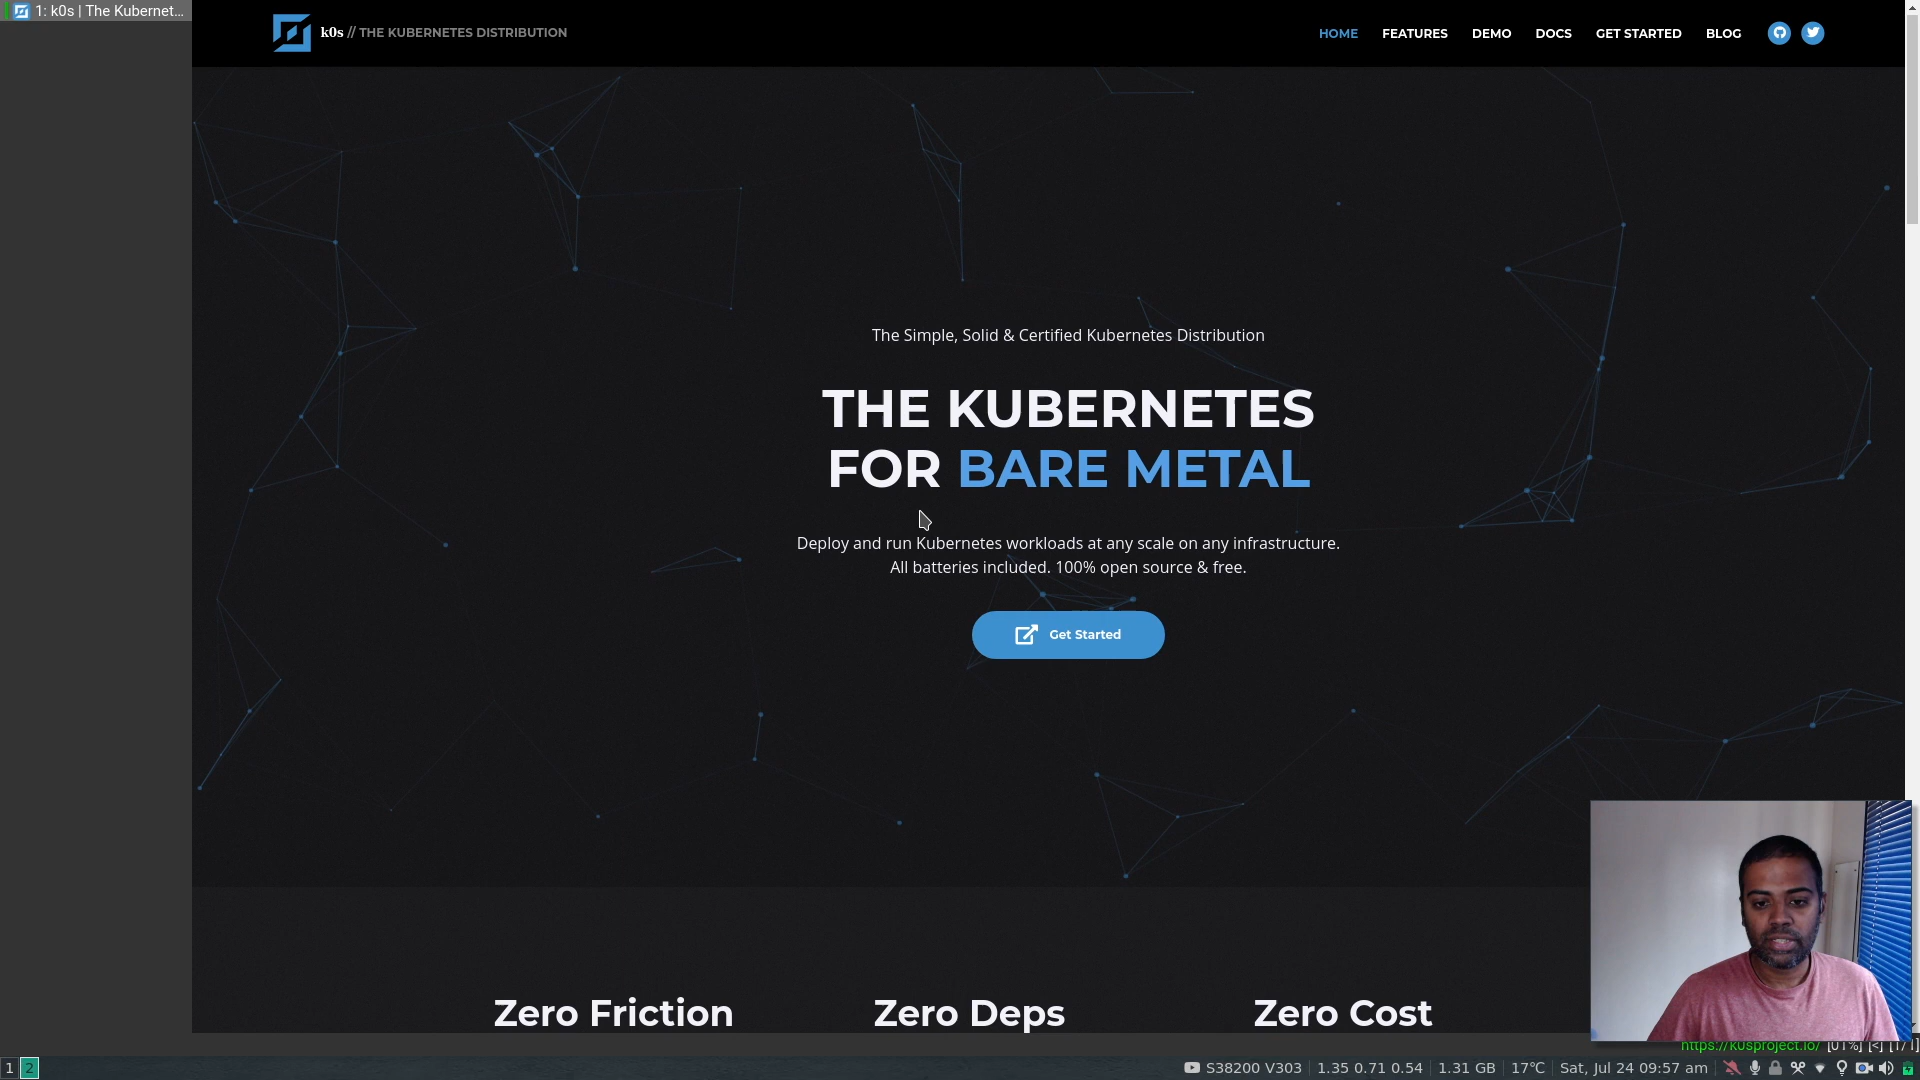 1: k0s | The Kubernet...
k0s // THE KUBERNETES DISTRIBUTION
HOME
FEATURES
DEMO
DOCS
GET STARTED
BLOG
The Simple, Solid & Certified Kubernetes Distribution
THE KUBERNETES
FOR BARE METAL
Deploy and run Kubernetes workloads at any scale on any infrastructure.
All batteries included. 100% open source & free.
Get Started
Zero Friction
Zero Deps
Zero Cost
https://k0sproject.io/ [01%] [<] [1/1]
1 2
S38200 V303
1.35 0.71 0.54
1.31 GB
17°C
Sat, Jul 24 09:57 am